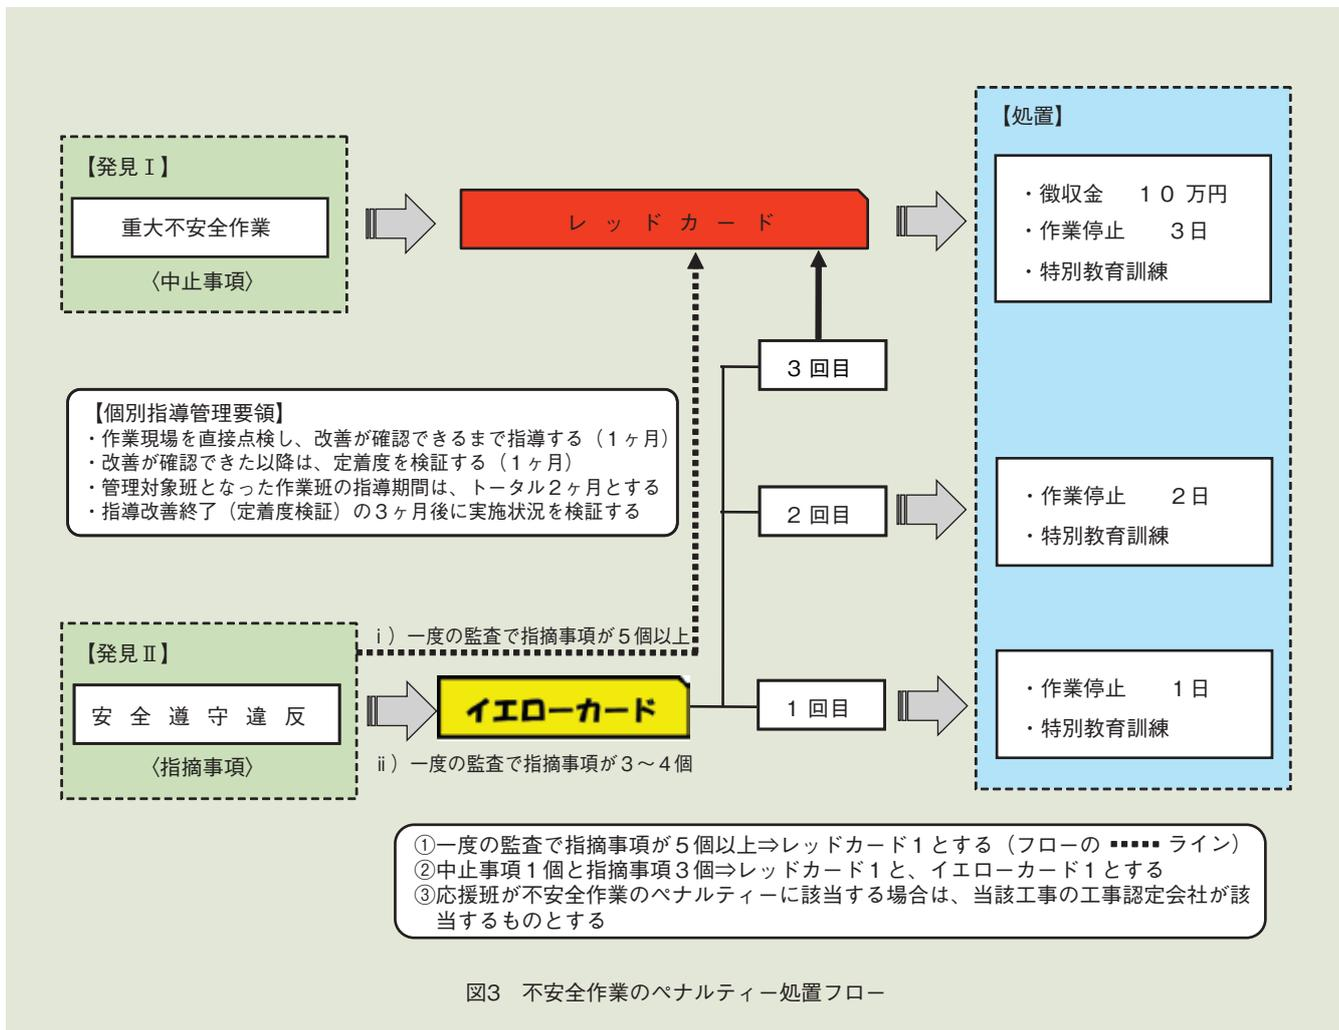 【発見Ⅰ】
重大不安全作業
〈中止事項〉
レッドカード
【処置】
・徴収金　１０ 万円
・作業停止　３日
・特別教育訓練
３回目
【個別指導管理要領】
・作業現場を直接点検し、改善が確認できるまで指導する（１ヶ月）
・改善が確認できた以降は、定着度を検証する（１ヶ月）
・管理対象班となった作業班の指導期間は、トータル２ヶ月とする
・指導改善終了（定着度検証）の３ヶ月後に実施状況を検証する
２回目
・作業停止　２日
・特別教育訓練
【発見Ⅱ】
安全遵守違反
〈指摘事項〉
ⅰ）一度の監査で指摘事項が５個以上
イエローカード
ⅱ）一度の監査で指摘事項が３～４個
１回目
・作業停止　１日
・特別教育訓練
①一度の監査で指摘事項が５個以上⇒レッドカード１とする（フローの ▪▪▪▪▪ ライン）
②中止事項１個と指摘事項３個⇒レッドカード１と、イエローカード１とする
③応援班が不安全作業のペナルティーに該当する場合は、当該工事の工事認定会社が該
当するものとする
図3　不安全作業のペナルティー処置フロー